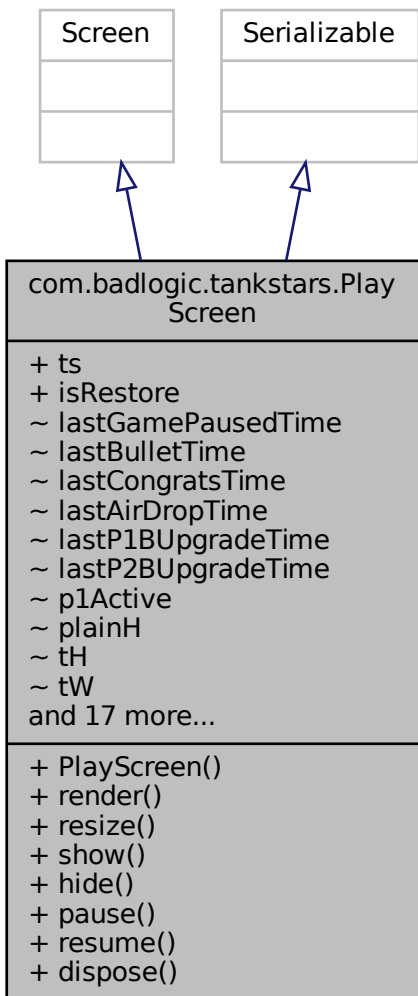 Screen
Serializable
com.badlogic.tankstars.Play
Screen
+ ts
+ isRestore
~ lastGamePausedTime
~ lastBulletTime
~ lastCongratsTime
~ lastAirDropTime
~ lastP1BUpgradeTime
~ lastP2BUpgradeTime
~ p1Active
~ plainH
~ tH
~ tW
and 17 more...
+ PlayScreen()
+ render()
+ resize()
+ show()
+ hide()
+ pause()
+ resume()
+ dispose()